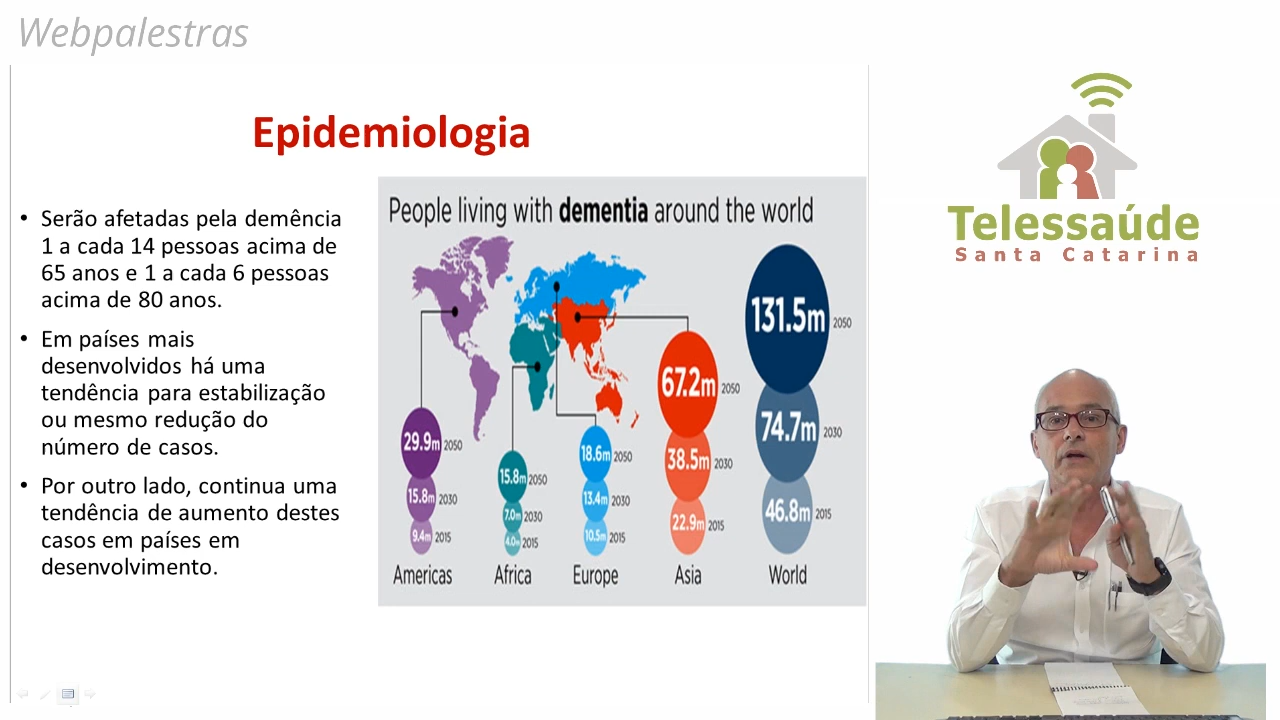 Webpalestras
Epidemiologia
• Serão afetadas pela demência
1 a cada 14 pessoas acima de
65 anos e 1 a cada 6 pessoas
acima de 80 anos.
• Em países mais
desenvolvidos há uma
tendência para estabilização
ou mesmo redução do
número de casos.
• Por outro lado, continua uma
tendência de aumento destes
casos em países em
desenvolvimento.
People living with dementia around the world
29.9m 2050
15.8m 2030
9.4m 2015
Americas
15.8m 2050
7.0m 2030
4.0m 2015
Africa
18.6m 2050
13.4m 2030
10.5m 2015
Europe
67.2m 2050
38.5m 2030
22.9m 2015
Asia
131.5m 2050
74.7m 2030
46.8m 2015
World
Telessaúde
Santa Catarina